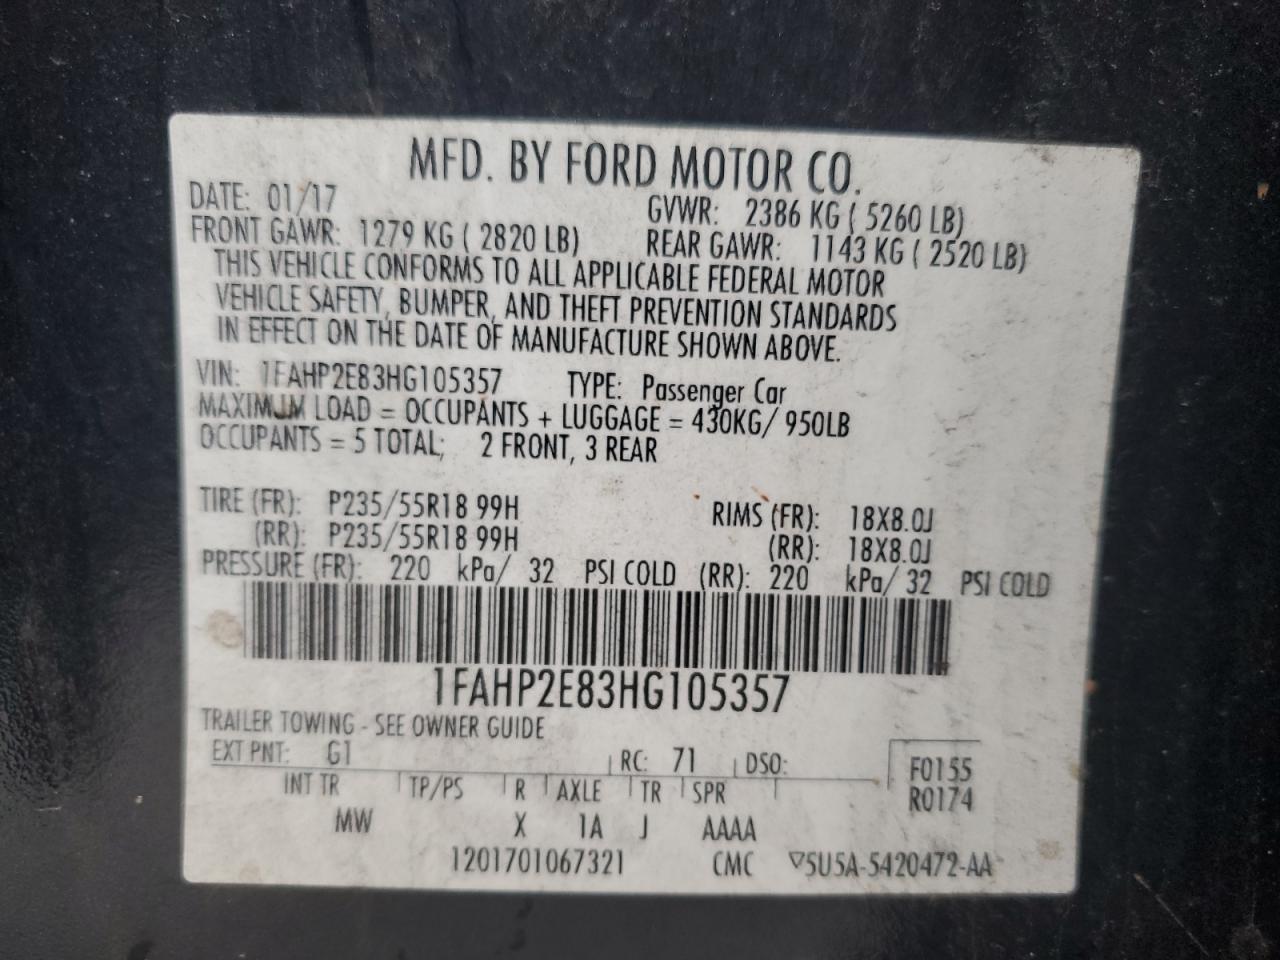 MFD. BY FORD MOTOR CO.
DATE: 01/17 GVWR: 2386 KG ( 5260 LB)
FRONT GAWR: 1279 KG ( 2820 LB) REAR GAWR: 1143 KG ( 2520 LB)
THIS VEHICLE CONFORMS TO ALL APPLICABLE FEDERAL MOTOR
VEHICLE SAFETY, BUMPER, AND THEFT PREVENTION STANDARDS
IN EFFECT ON THE DATE OF MANUFACTURE SHOWN ABOVE.
VIN: 1FAHP2E83HG105357 TYPE: Passenger Car
MAXIMUM LOAD = OCCUPANTS + LUGGAGE = 430KG/ 950LB
OCCUPANTS = 5 TOTAL; 2 FRONT, 3 REAR
TIRE (FR): P235/55R18 99H RIMS (FR): 18X8.0J
(RR): P235/55R18 99H (RR): 18X8.0J
PRESSURE (FR): 220 kPa/ 32 PSI COLD (RR): 220 kPa/ 32 PSI COLD
1FAHP2E83HG105357
TRAILER TOWING - SEE OWNER GUIDE
EXT PNT: G1 RC: 71 DSO: F0155
INT TR TP/PS R AXLE TR SPR R0174
MW X 1A J AAAA
1201701067321 CMC ▽5U5A-5420472-AA